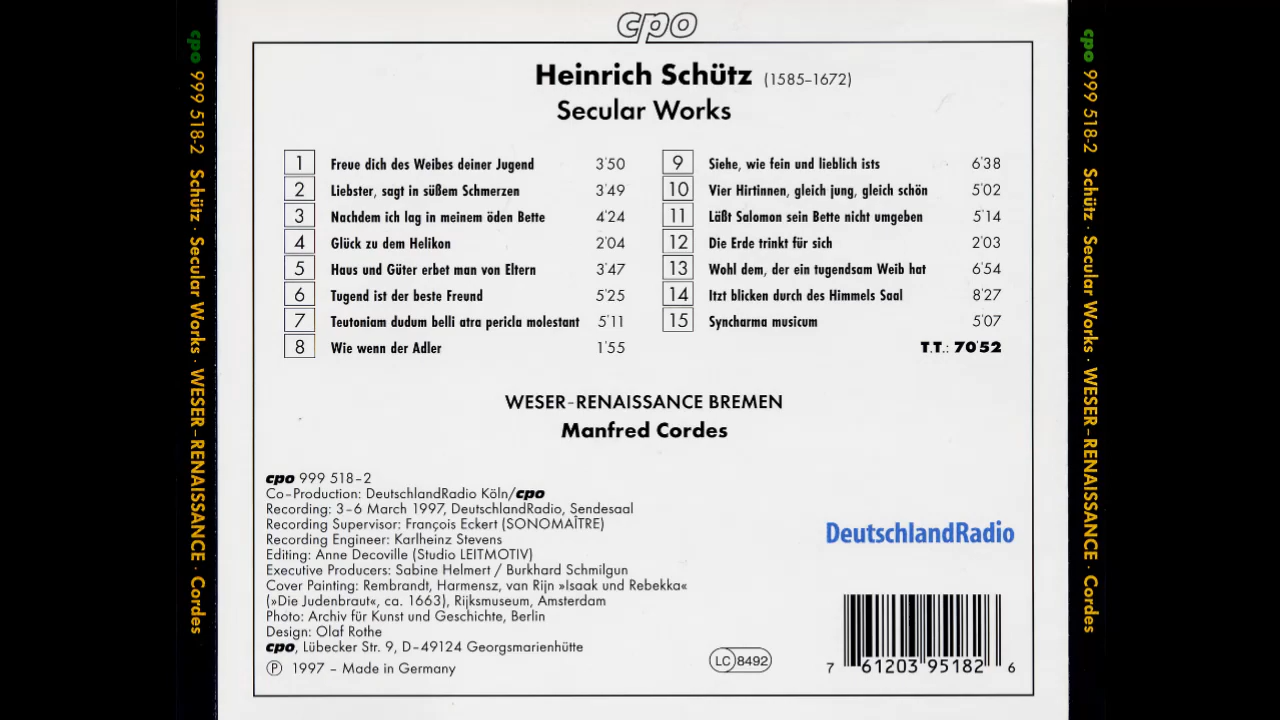 cpo
Heinrich Schütz (1585–1672)
Secular Works
1 Freue dich des Weibes deiner Jugend 3'50
2 Liebster, sagt in süßem Schmerzen 3'49
3 Nachdem ich lag in meinem öden Bette 4'24
4 Glück zu dem Helikon 2'04
5 Haus und Güter erbet man von Eltern 3'47
6 Tugend ist der beste Freund 5'25
7 Teutoniam dudum belli atra pericla molestant 5'11
8 Wie wenn der Adler 1'55
9 Siehe, wie fein und lieblich ists 6'38
10 Vier Hirtinnen, gleich jung, gleich schön 5'02
11 Läßt Salomon sein Bette nicht umgeben 5'14
12 Die Erde trinkt für sich 2'03
13 Wohl dem, der ein tugendsam Weib hat 6'54
14 Itzt blicken durch des Himmels Saal 8'27
15 Syncharma musicum 5'07
T.T.: 70'52
WESER–RENAISSANCE BREMEN
Manfred Cordes
cpo 999 518–2
Co–Production: DeutschlandRadio Köln/cpo
Recording: 3–6 March 1997, DeutschlandRadio, Sendesaal
Recording Supervisor: François Eckert (SONOMAÎTRE)
Recording Engineer: Karlheinz Stevens
Editing: Anne Decoville (Studio LEITMOTIV)
Executive Producers: Sabine Helmert / Burkhard Schmilgun
Cover Painting: Rembrandt, Harmensz, van Rijn »Isaak und Rebekka«
(»Die Judenbraut«, ca. 1663), Rijksmuseum, Amsterdam
Photo: Archiv für Kunst und Geschichte, Berlin
Design: Olaf Rothe
cpo, Lübecker Str. 9, D–49124 Georgsmarienhütte
Ⓟ 1997 – Made in Germany
DeutschlandRadio
LC 8492
7 61203 95182 6
cpo 999 518-2 Schütz · Secular Works · WESER–RENAISSANCE · Cordes
cpo 999 518-2 Schütz · Secular Works · WESER–RENAISSANCE · Cordes